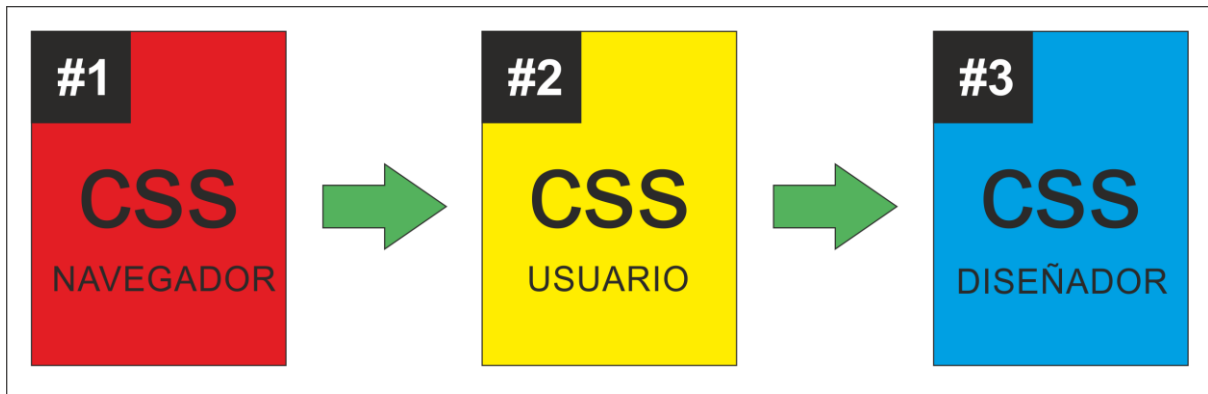 #1
CSS
NAVEGADOR
#2
CSS
USUARIO
#3
CSS
DISEÑADOR